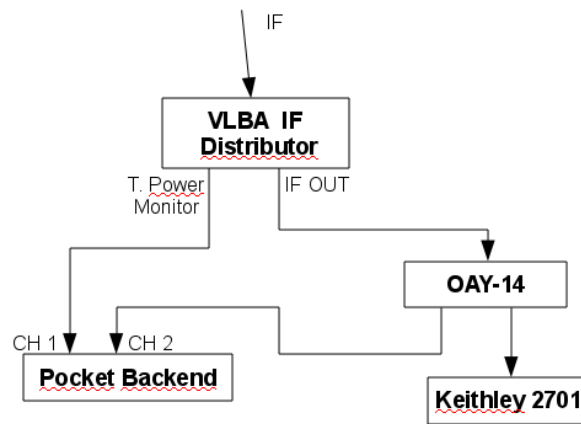 IF
VLBA IF
Distributor
T. Power
Monitor
IF OUT
OAY-14
CH 1
CH 2
Pocket Backend
Keithley 2701